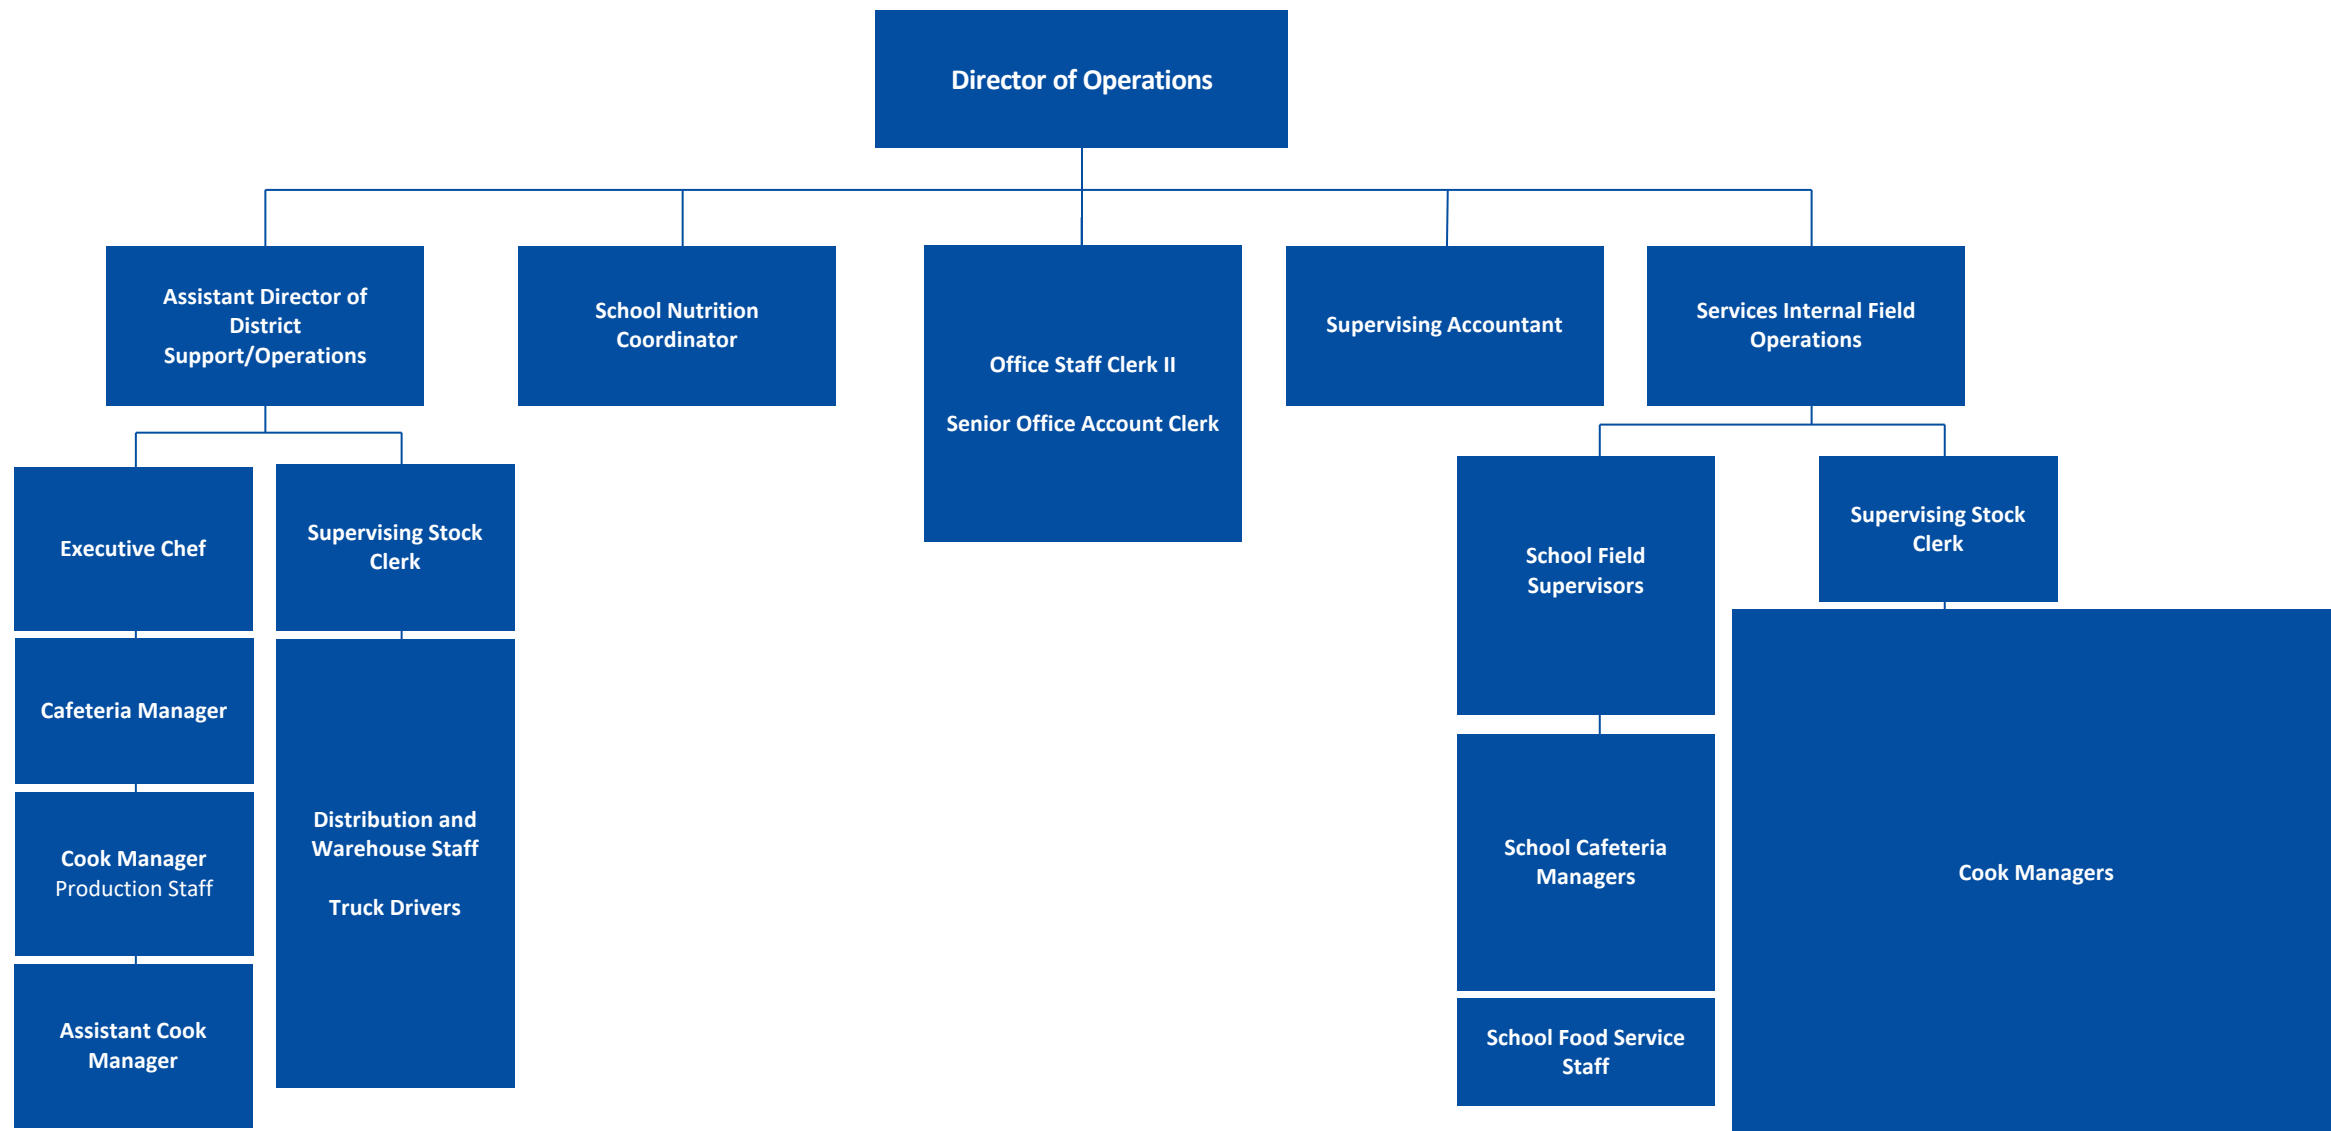 Director of Operations
Assistant Director of
District
Support/Operations
School Nutrition
Coordinator
Office Staff Clerk II
Senior Office Account Clerk
Supervising Accountant
Services Internal Field
Operations
Executive Chef
Cafeteria Manager
Cook Manager
Production Staff
Assistant Cook
Manager
Supervising Stock
Clerk
Distribution and
Warehouse Staff
Truck Drivers
School Field
Supervisors
School Cafeteria
Managers
School Food Service
Staff
Supervising Stock
Clerk
Cook Managers